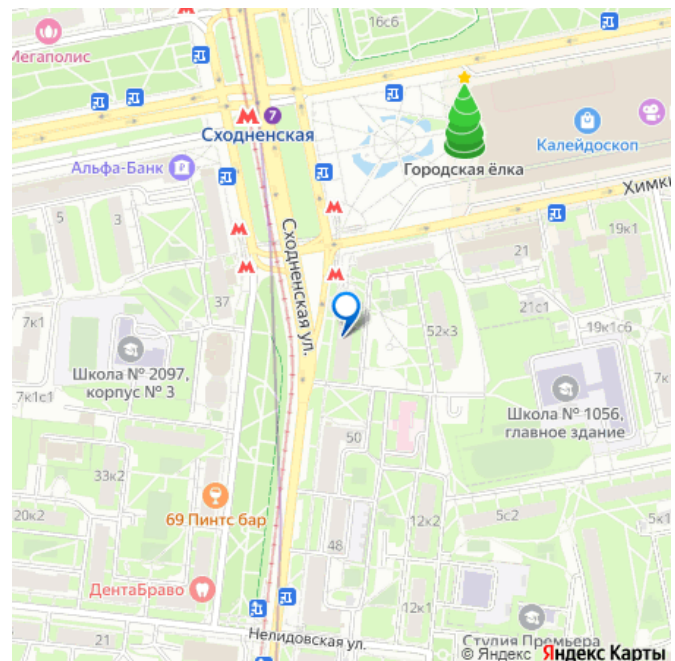 16с6
Мегаполис
7
Сходненская
Калейдоскоп
Альфа-Банк
Городская ёлка
Химк
5
3
Сходненская ул.
21
19к1
37
21с1
7к1
52к3
19к1с6
Школа № 2097,
корпус № 3
7к
7к1с1
Школа № 1056,
главное здание
50
33к2
20к2
69 Пинтс бар
12к2
5с2
5к1
48
ДентаБраво
12к1
21
Нелидовская ул.
Студия Премьера
© Яндекс Яндекс Карты